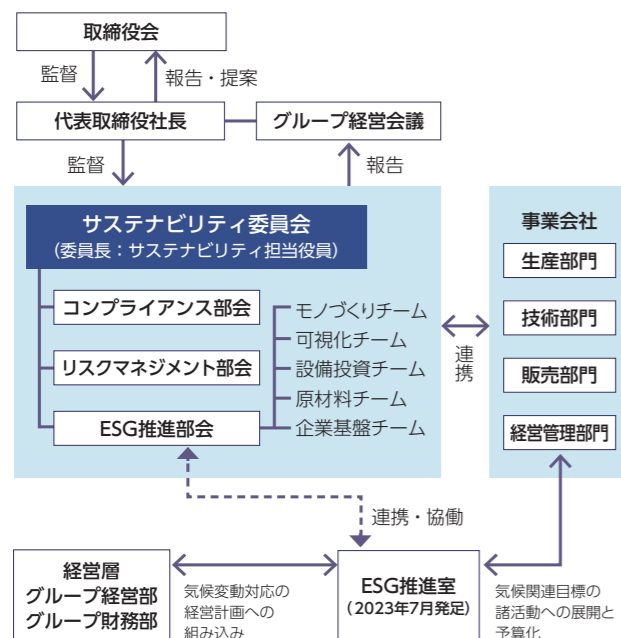 取締役会
監督
報告・提案
代表取締役社長
グループ経営会議
監督
報告
サステナビリティ委員会
(委員長：サステナビリティ担当役員)
コンプライアンス部会
リスクマネジメント部会
ESG推進部会
モノづくりチーム
可視化チーム
設備投資チーム
原材料チーム
企業基盤チーム
連携
事業会社
生産部門
技術部門
販売部門
経営管理部門
連携・協働
経営層
グループ経営部
グループ財務部
気候変動対応の
経営計画への
組み込み
ESG推進室
(2023年7月発足)
気候関連目標の
諸活動への展開と
予算化